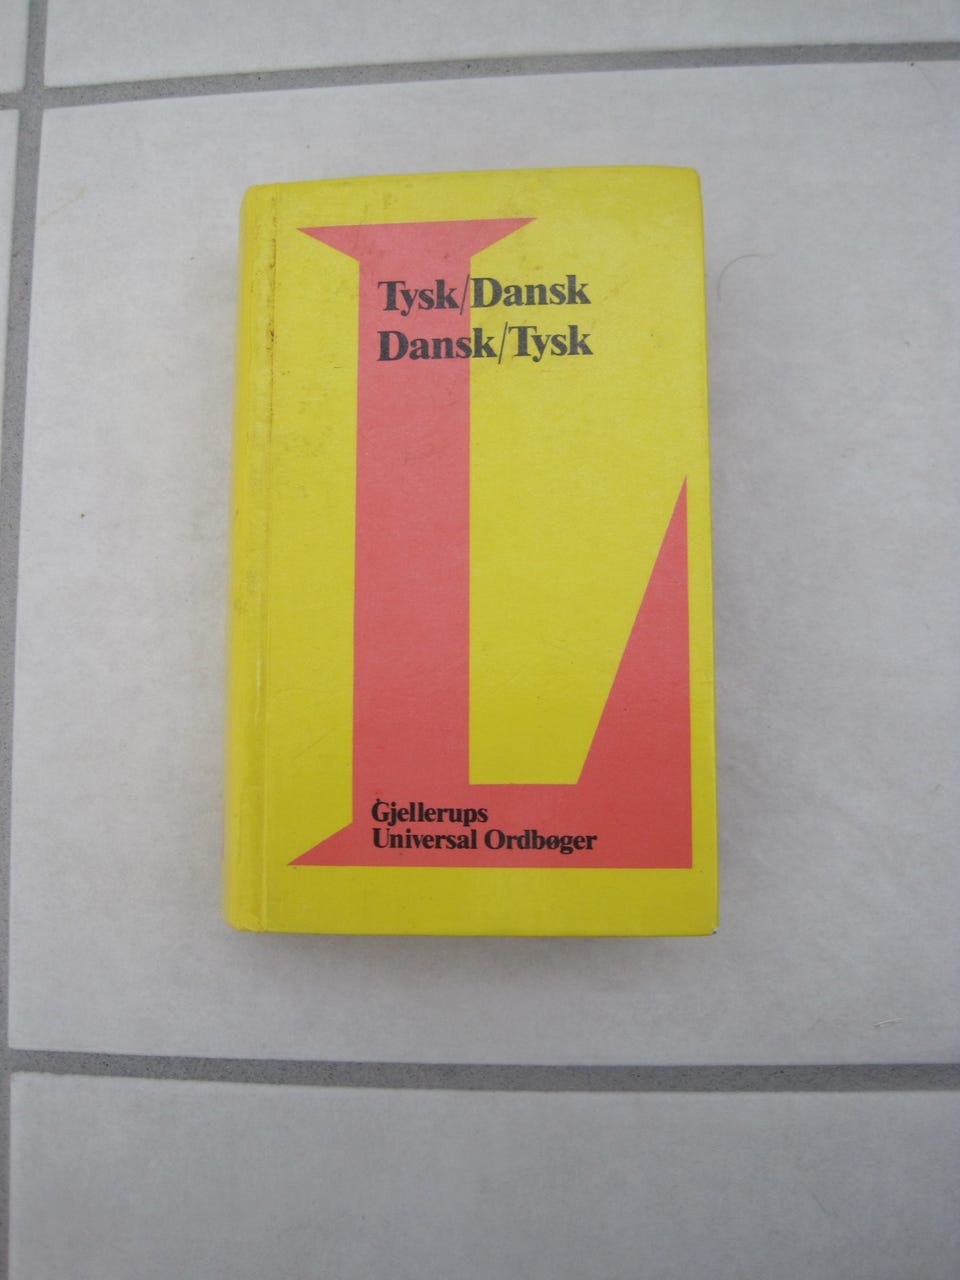 L
Tysk/Dansk
Dansk/Tysk
Gjellerups
Universal Ordbøger